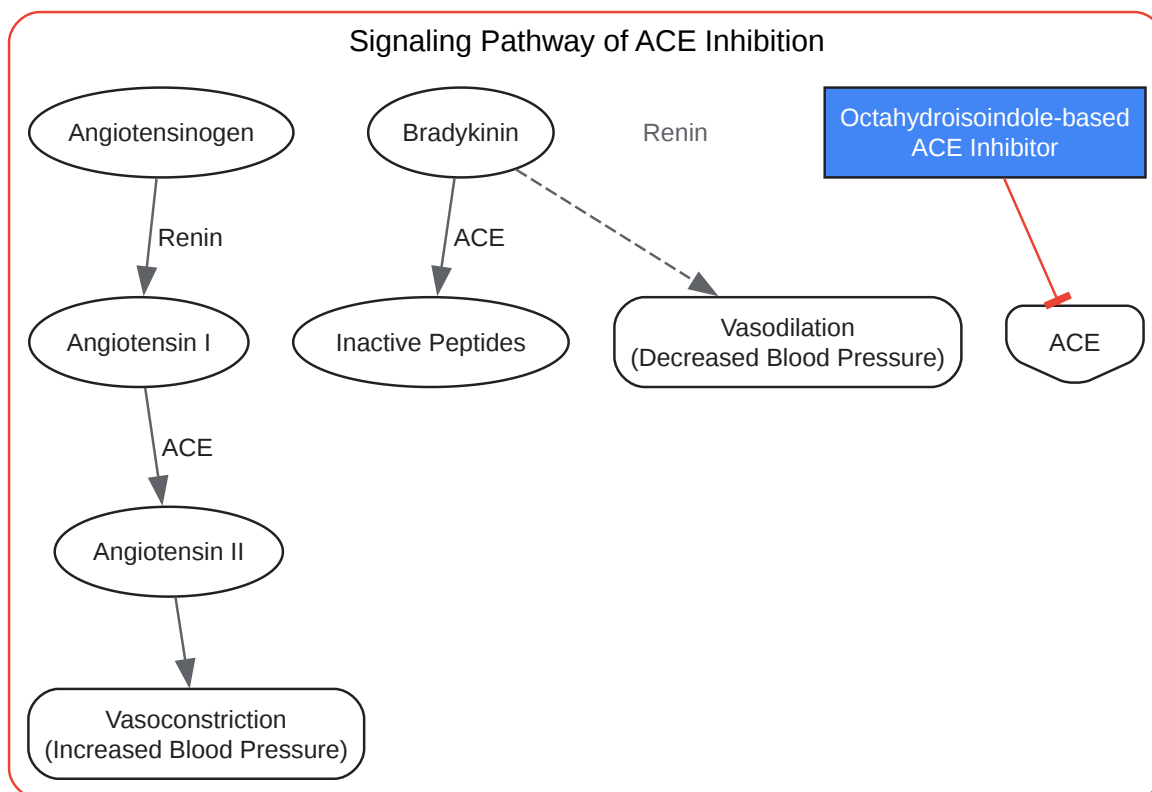 Signaling Pathway of ACE Inhibition
Angiotensinogen
Bradykinin
Renin
Octahydroisoindole-based
ACE Inhibitor
Renin
ACE
Angiotensin I
Inactive Peptides
Vasodilation
(Decreased Blood Pressure)
ACE
ACE
Angiotensin II
Vasoconstriction
(Increased Blood Pressure)